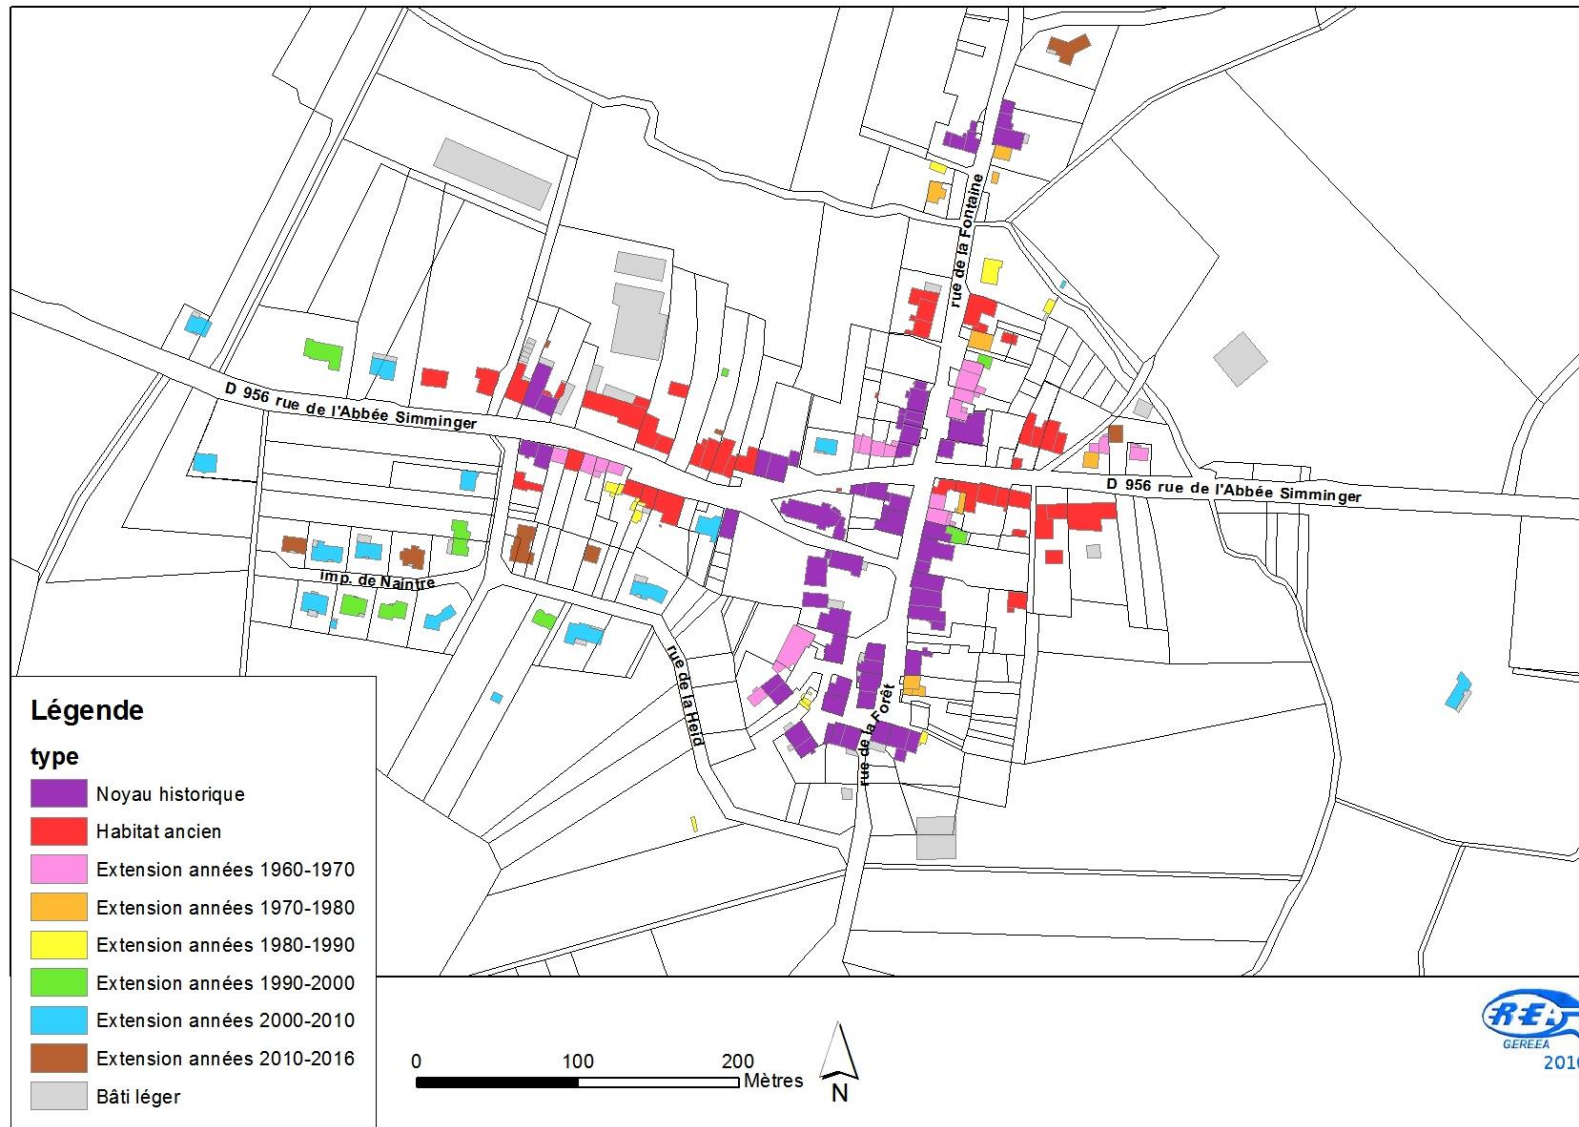 rue de la Fontaine
D 956 rue de l'Abbée Simminger
D 956 rue de l'Abbée Simminger
imp. de Naintre
rue de la Heid
rue de la Forêt
Légende
type
Noyau historique
Habitat ancien
Extension années 1960-1970
Extension années 1970-1980
Extension années 1980-1990
Extension années 1990-2000
Extension années 2000-2010
Extension années 2010-2016
Bâti léger
0 100 200
Mètres
N
REA
GEREEA